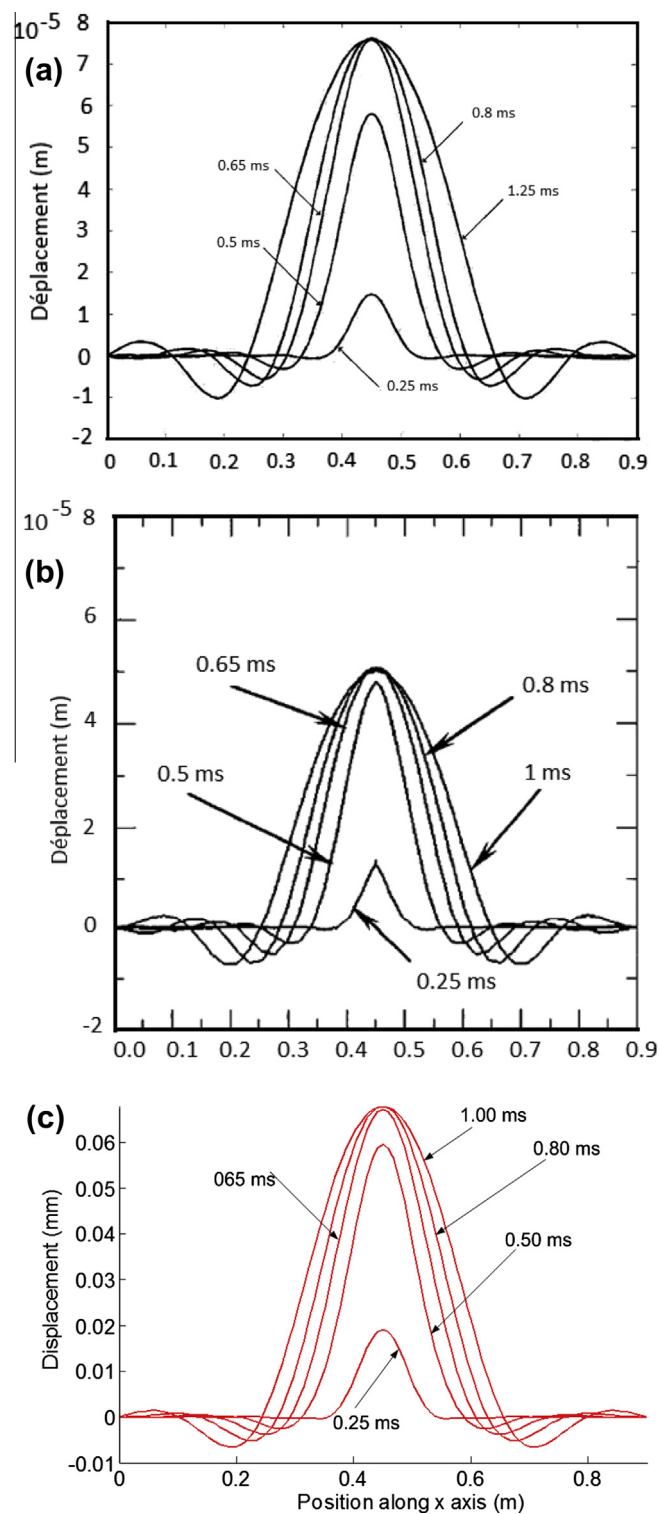 10-5
(a)
8
7
6
5
4
3
2
1
0
-1
-2
Déplacement (m)
0.8 ms
0.65 ms
1.25 ms
0.5 ms
0.25 ms
0 0.1 0.2 0.3 0.4 0.5 0.6 0.7 0.8 0.9
10-5
(b)
8
6
4
2
0
-2
Déplacement (m)
0.65 ms
0.8 ms
0.5 ms
1 ms
0.25 ms
0.0 0.1 0.2 0.3 0.4 0.5 0.6 0.7 0.8 0.9
(c)
0.06
0.05
0.04
0.03
0.02
0.01
0
-0.01
Displacement (mm)
1.00 ms
065 ms
0.80 ms
0.50 ms
0.25 ms
0 0.2 0.4 0.6 0.8
Position along x axis (m)